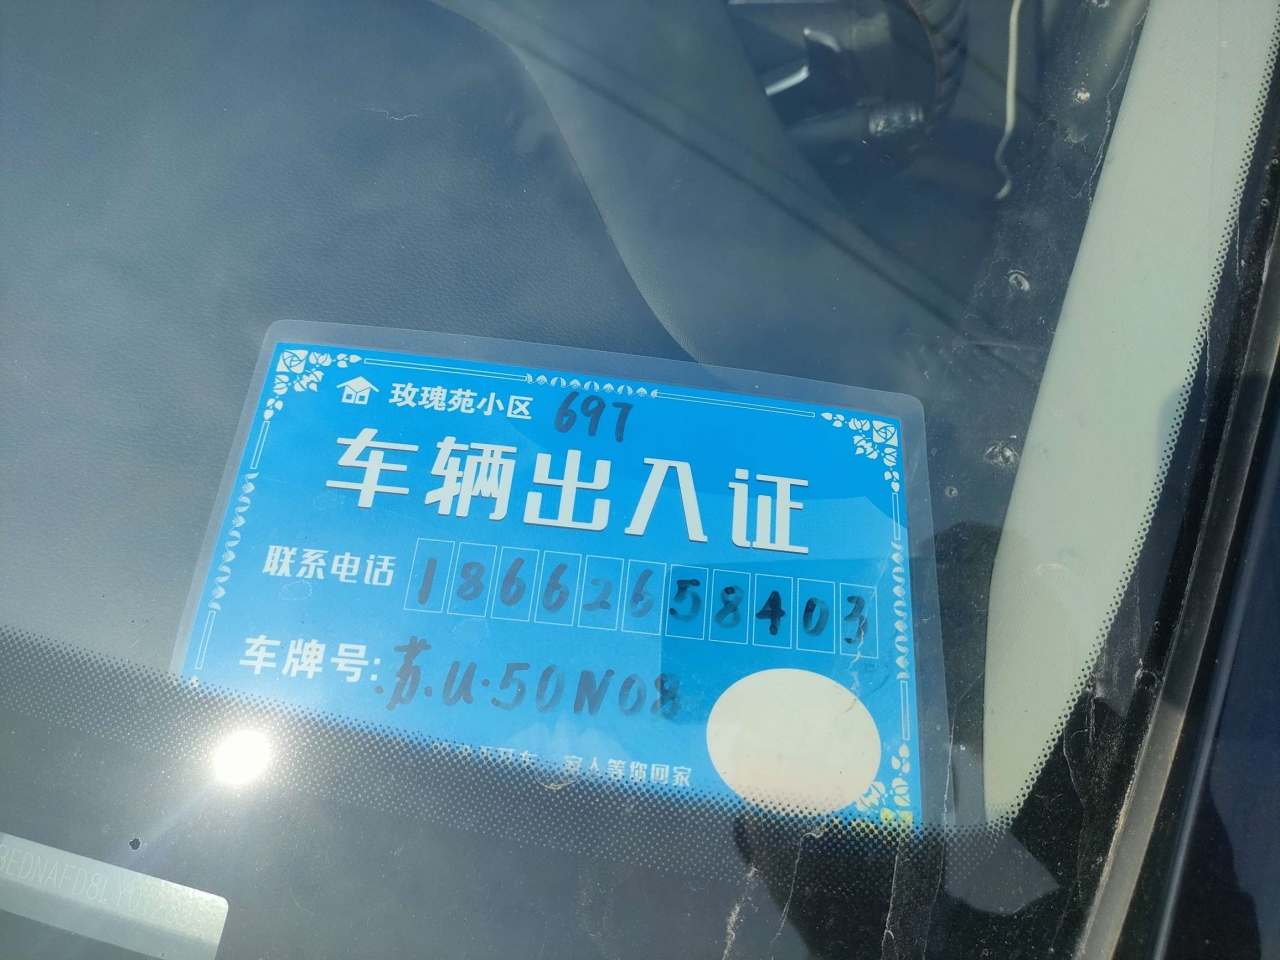 玫瑰苑小区 697
车辆出入证
联系电话 18662658403
车牌号: 苏.U.50N08
家人等你回家